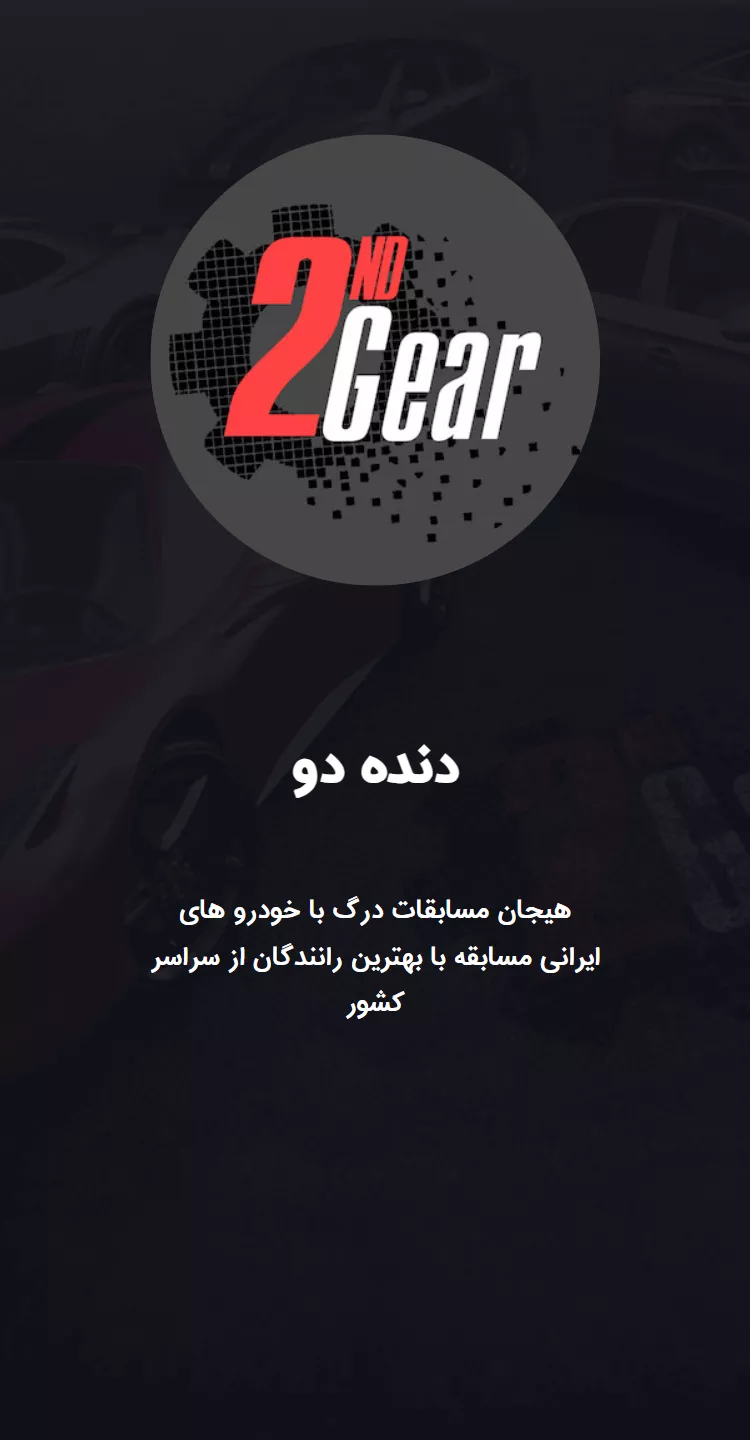 2ND
Gear
دنده دو
هیجان مسابقات درگ با خودرو های
ایرانی مسابقه با بهترین رانندگان از سراسر
کشور